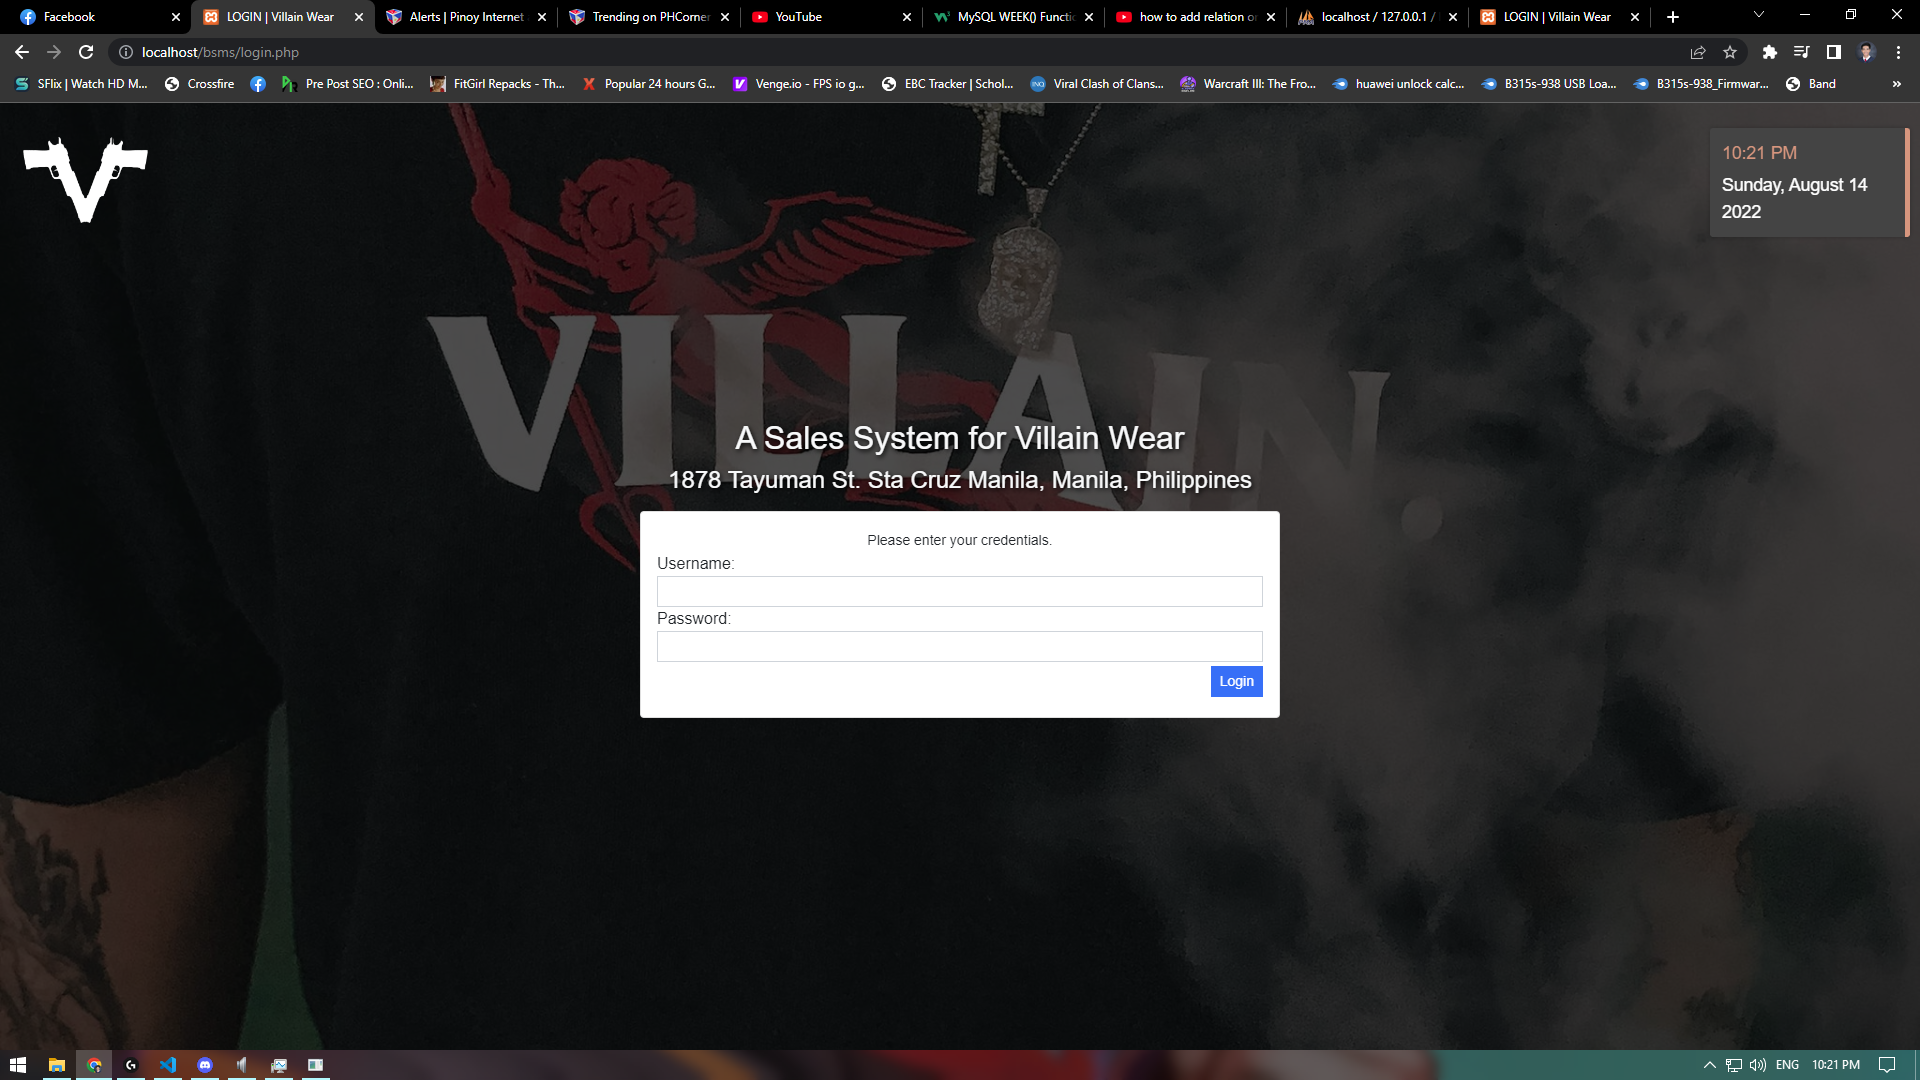 Facebook
LOGIN | Villain Wear
Alerts | Pinoy Internet
Trending on PHCorner
YouTube
MySQL WEEK() Functi
how to add relation o
localhost / 127.0.0.1 /
LOGIN | Villain Wear
localhost/bsms/login.php
SFlix | Watch HD M...
Crossfire
Pre Post SEO : Onli...
FitGirl Repacks - Th...
Popular 24 hours G...
Venge.io - FPS io g...
EBC Tracker | Schol...
Viral Clash of Clans...
Warcraft III: The Fro...
huawei unlock calc...
B315s-938 USB Loa...
B315s-938_Firmwar...
Band
»
10:21 PM
Sunday, August 14
2022
VILLAIN.
A Sales System for Villain Wear
1878 Tayuman St. Sta Cruz Manila, Manila, Philippines
Please enter your credentials.
Username:
Password:
Login
ENG
10:21 PM